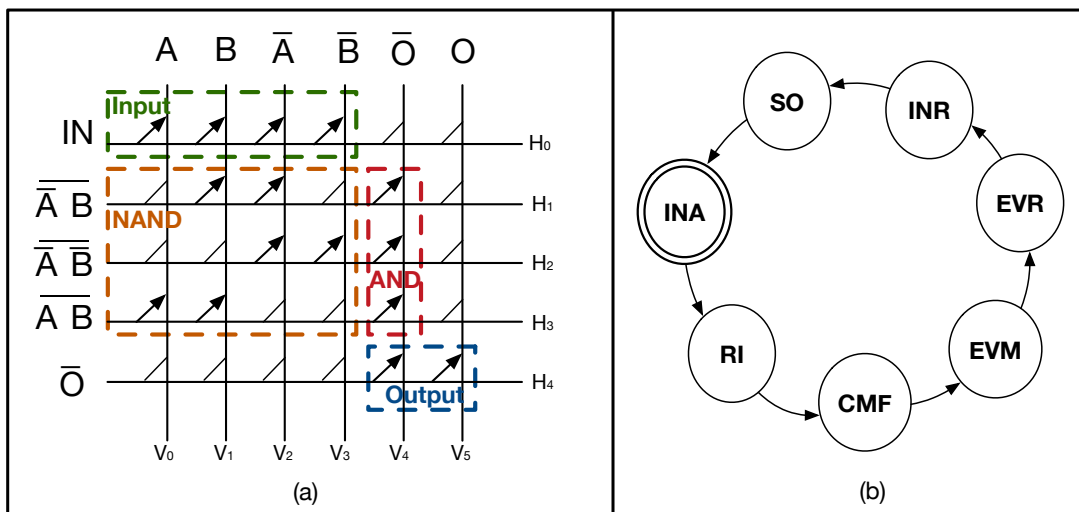 A B A̅ B̅ O̅ O
Input
IN H₀
A̿ B̅ H₁
NAND
A̿ B̿ H₂
AND
A̅ B̅ H₃
O̅ H₄
Output
V₀ V₁ V₂ V₃ V₄ V₅
(a)
SO INR
INA EVR
RI EVM
CMF
(b)